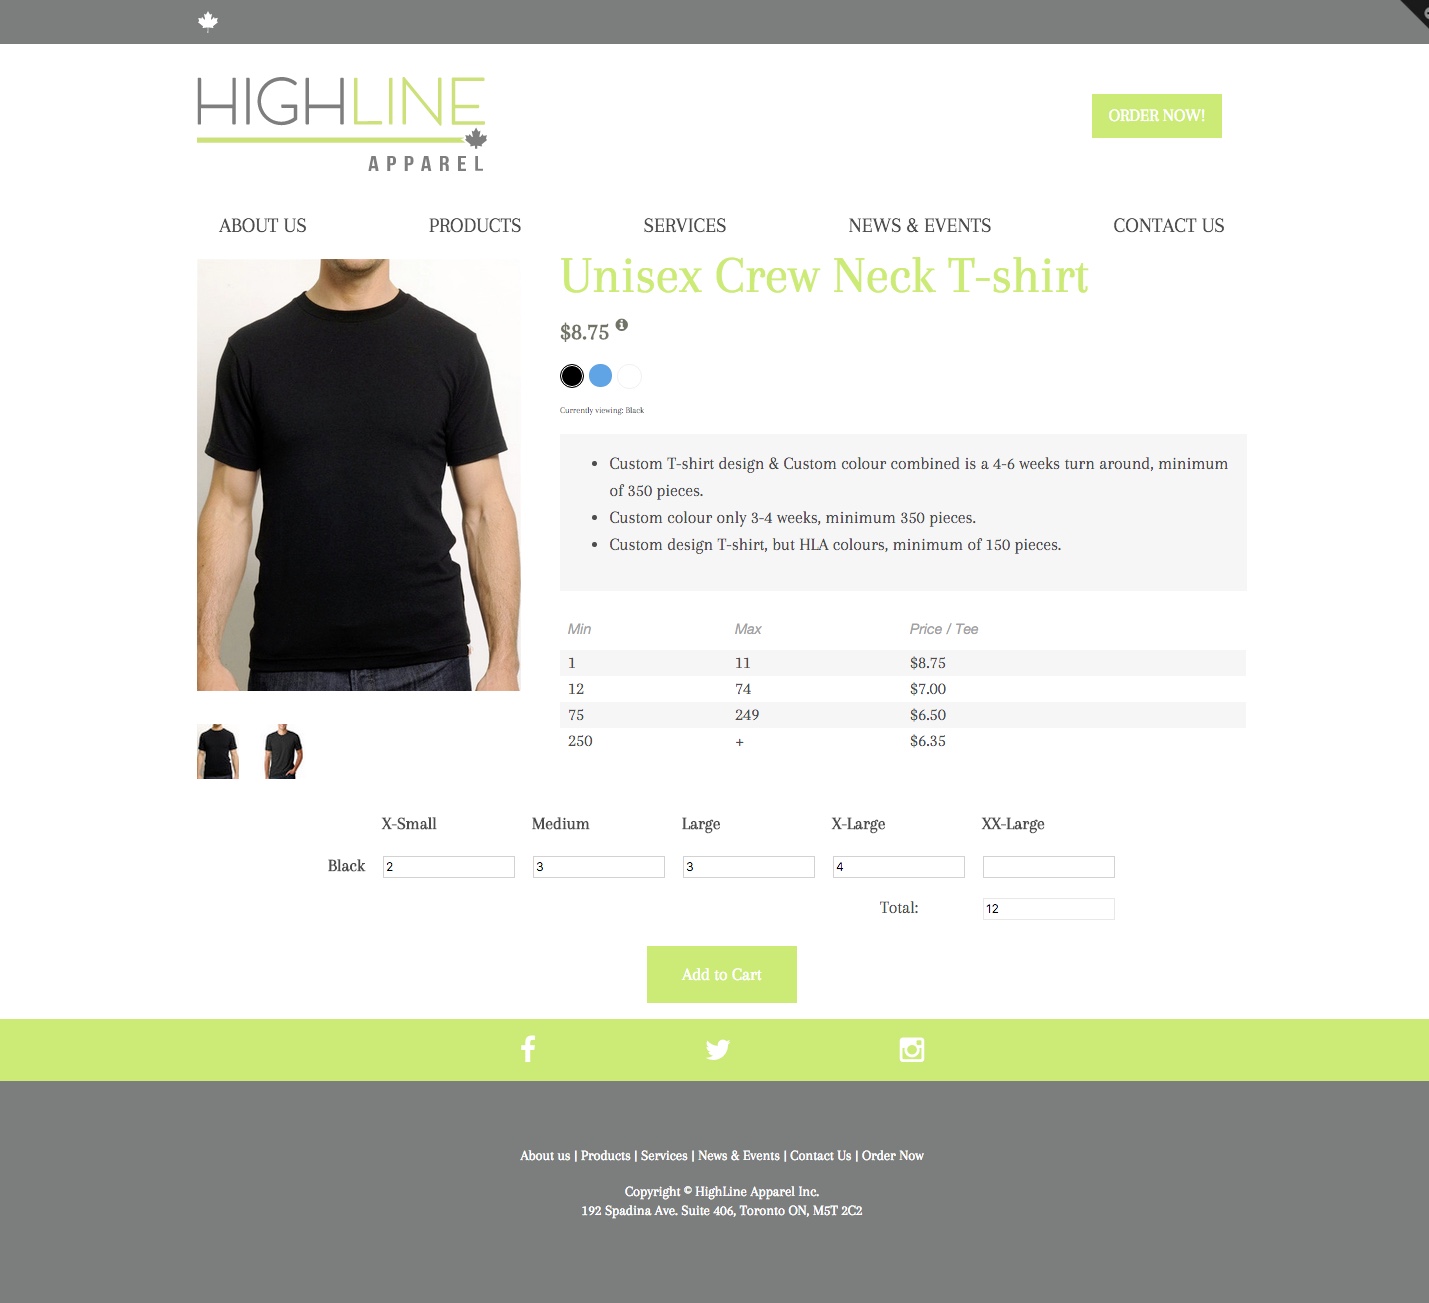 HIGHLINE
APPAREL
ORDER NOW!
ABOUT US PRODUCTS SERVICES NEWS & EVENTS CONTACT US
Unisex Crew Neck T-shirt
$8.75
Currently viewing: Black
• Custom T-shirt design & Custom colour combined is a 4-6 weeks turn around, minimum
of 350 pieces.
• Custom colour only 3-4 weeks, minimum 350 pieces.
• Custom design T-shirt, but HLA colours, minimum of 150 pieces.
Min Max Price / Tee
1 11 $8.75
12 74 $7.00
75 249 $6.50
250 + $6.35
X-Small Medium Large X-Large XX-Large
Black 2 3 3 4
Total: 12
Add to Cart
About us | Products | Services | News & Events | Contact Us | Order Now
Copyright © HighLine Apparel Inc.
192 Spadina Ave. Suite 406, Toronto ON, M5T 2C2